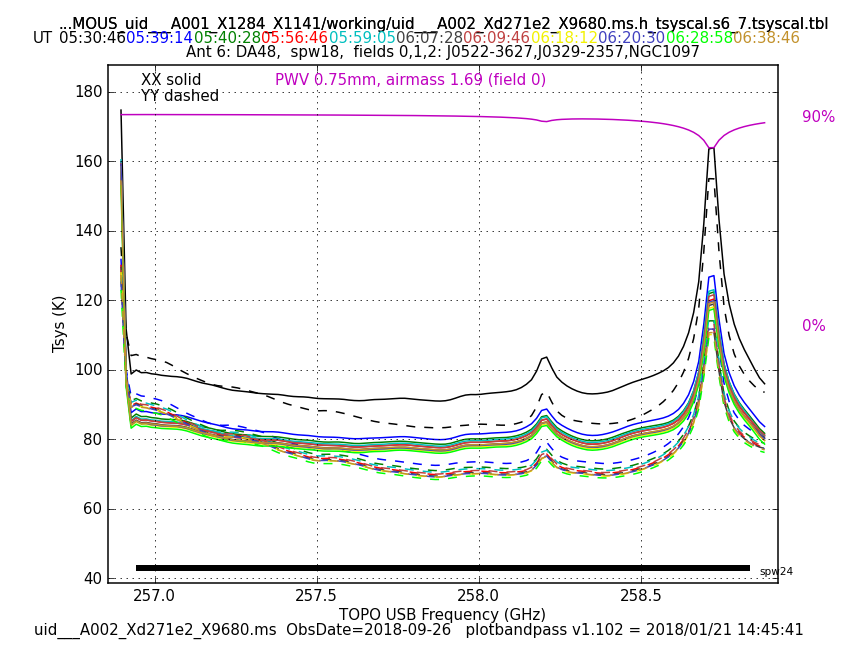 ...MOUS_uid___A001_X1284_X1141/working/uid___A002_Xd271e2_X9680.ms.h_tsyscal.s6_7.tsyscal.tbl
UT 05:30:46 05:39:14 05:40:28 05:56:46 05:59:05 06:07:28 06:09:46 06:18:12 06:20:30 06:28:58 06:38:46
Ant 6: DA48, spw18, fields 0,1,2: J0522-3627,J0329-2357,NGC1097
XX solid
PWV 0.75mm, airmass 1.69 (field 0)
YY dashed
180
160
140
120
100
80
60
40
Tsys (K)
90%
0%
spw24
257.0 257.5 258.0 258.5
TOPO USB Frequency (GHz)
uid___A002_Xd271e2_X9680.ms ObsDate=2018-09-26 plotbandpass v1.102 = 2018/01/21 14:45:41